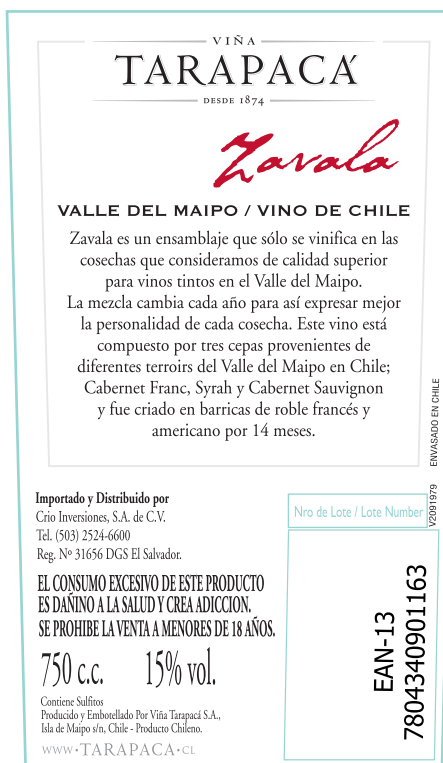 VIÑA
TARAPACÁ
DESDE 1874
Zavala
VALLE DEL MAIPO / VINO DE CHILE
Zavala es un ensamblaje que sólo se vinifica en las
cosechas que consideramos de calidad superior
para vinos tintos en el Valle del Maipo.
La mezcla cambia cada año para así expresar mejor
la personalidad de cada cosecha. Este vino está
compuesto por tres cepas provenientes de
diferentes terroirs del Valle del Maipo en Chile;
Cabernet Franc, Syrah y Cabernet Sauvignon
y fue criado en barricas de roble francés y
americano por 14 meses.
V2091979 ENVASADO EN CHILE
Importado y Distribuido por
Crio Inversiones, S.A. de C.V.
Tel. (503) 2524-6600
Reg. Nº 31656 DGS El Salvador.
EL CONSUMO EXCESIVO DE ESTE PRODUCTO
ES DAÑINO A LA SALUD Y CREA ADICCION.
SE PROHIBE LA VENTA A MENORES DE 18 AÑOS.
750 c.c. 15% vol.
Contiene Sulfitos
Producido y Embotellado Por Viña Tarapacá S.A.,
Isla de Maipo s/n, Chile - Producto Chileno.
WWW·TARAPACA·CL
Nro de Lote / Lote Number
EAN-13
7804340901163